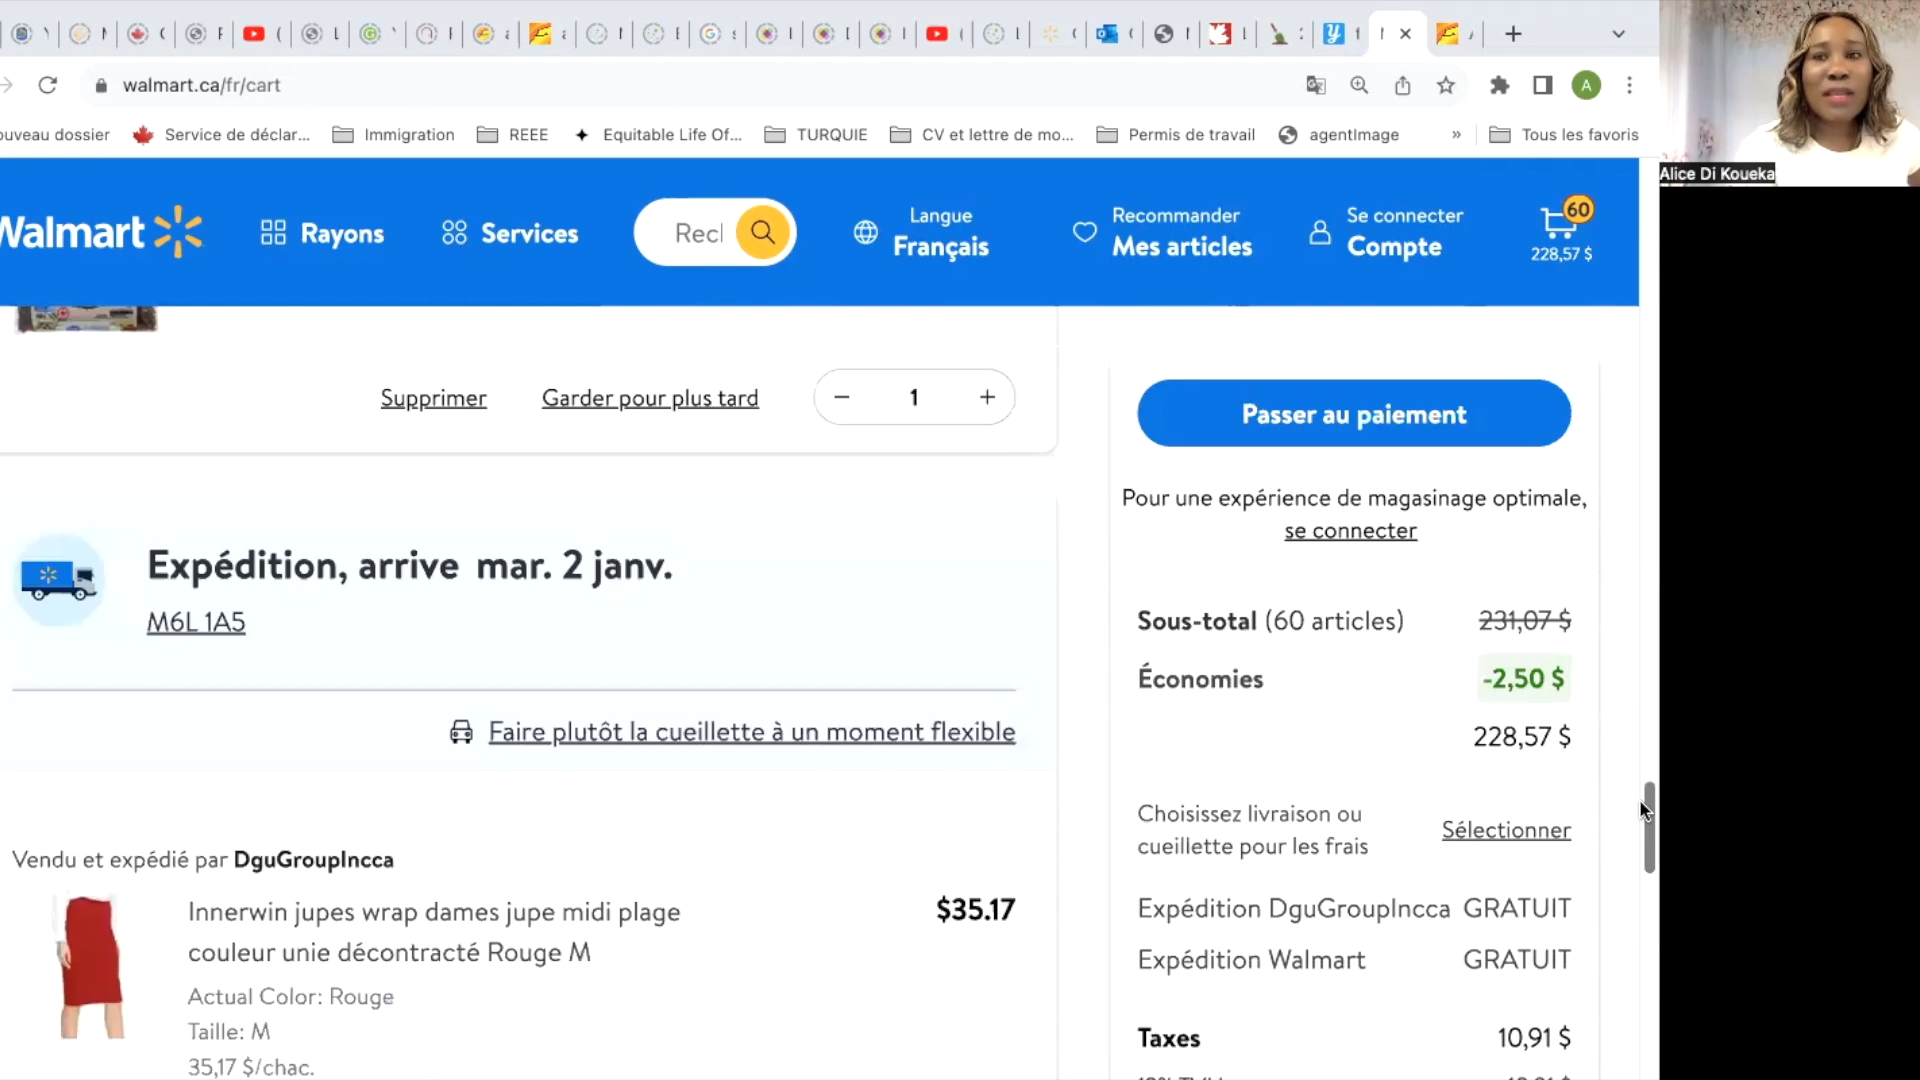 walmart.ca/fr/cart
A
ouveau dossier
Service de déclar...
Immigration
REEE
Equitable Life Of...
TURQUIE
CV et lettre de mo...
Permis de travail
agentImage
»
Tous les favoris
Alice Di Koueka
Walmart
Rayons
Services
Recl
Langue
Français
Recommander
Mes articles
Se connecter
Compte
60
228,57 $
Supprimer
Garder pour plus tard
− 1 +
Passer au paiement
Pour une expérience de magasinage optimale,
se connecter
Expédition, arrive mar. 2 janv.
M6L 1A5
Faire plutôt la cueillette à un moment flexible
Sous-total (60 articles) 231,07 $
Économies -2,50 $
228,57 $
Choisissez livraison ou
cueillette pour les frais
Sélectionner
Expédition DguGroupIncca GRATUIT
Expédition Walmart GRATUIT
Taxes 10,91 $
Vendu et expédié par DguGroupIncca
Innerwin jupes wrap dames jupe midi plage
couleur unie décontracté Rouge M
$35.17
Actual Color: Rouge
Taille: M
35,17 $/chac.